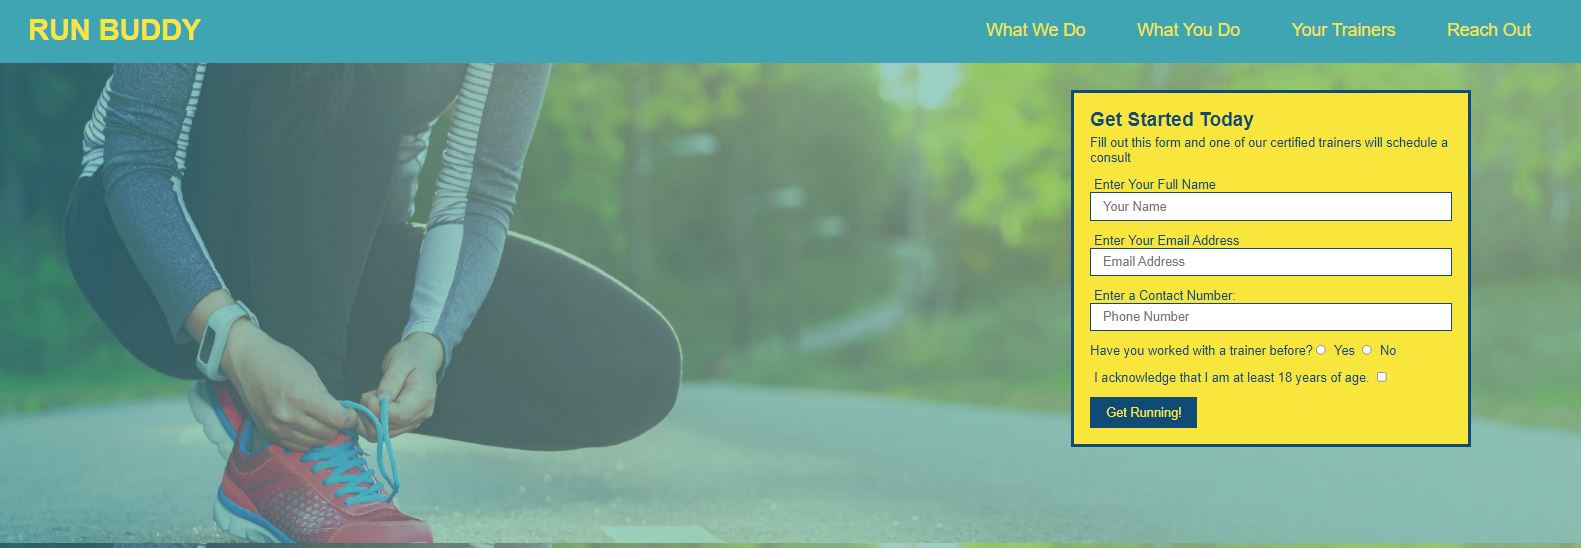 RUN BUDDY
What We Do
What You Do
Your Trainers
Reach Out
Get Started Today
Fill out this form and one of our certified trainers will schedule a
consult
Enter Your Full Name
Your Name
Enter Your Email Address
Email Address
Enter a Contact Number:
Phone Number
Have you worked with a trainer before? Yes No
I acknowledge that I am at least 18 years of age.
Get Running!